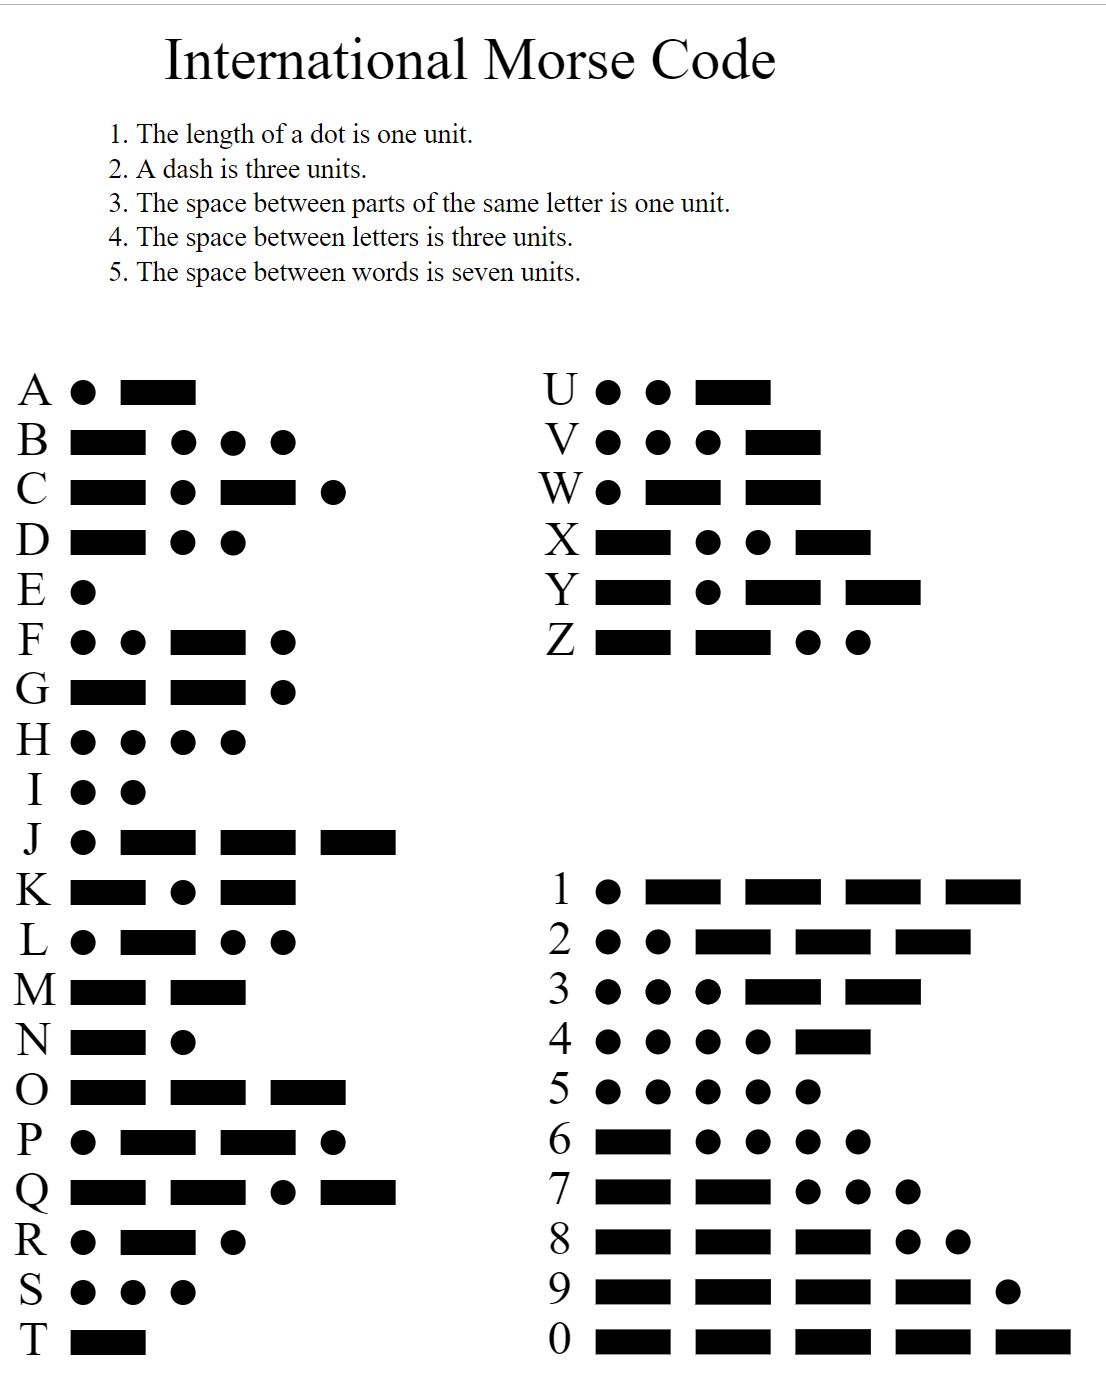 International Morse Code
1. The length of a dot is one unit.
2. A dash is three units.
3. The space between parts of the same letter is one unit.
4. The space between letters is three units.
5. The space between words is seven units.
A
B
C
D
E
F
G
H
I
J
K
L
M
N
O
P
Q
R
S
T
U
V
W
X
Y
Z
1
2
3
4
5
6
7
8
9
0